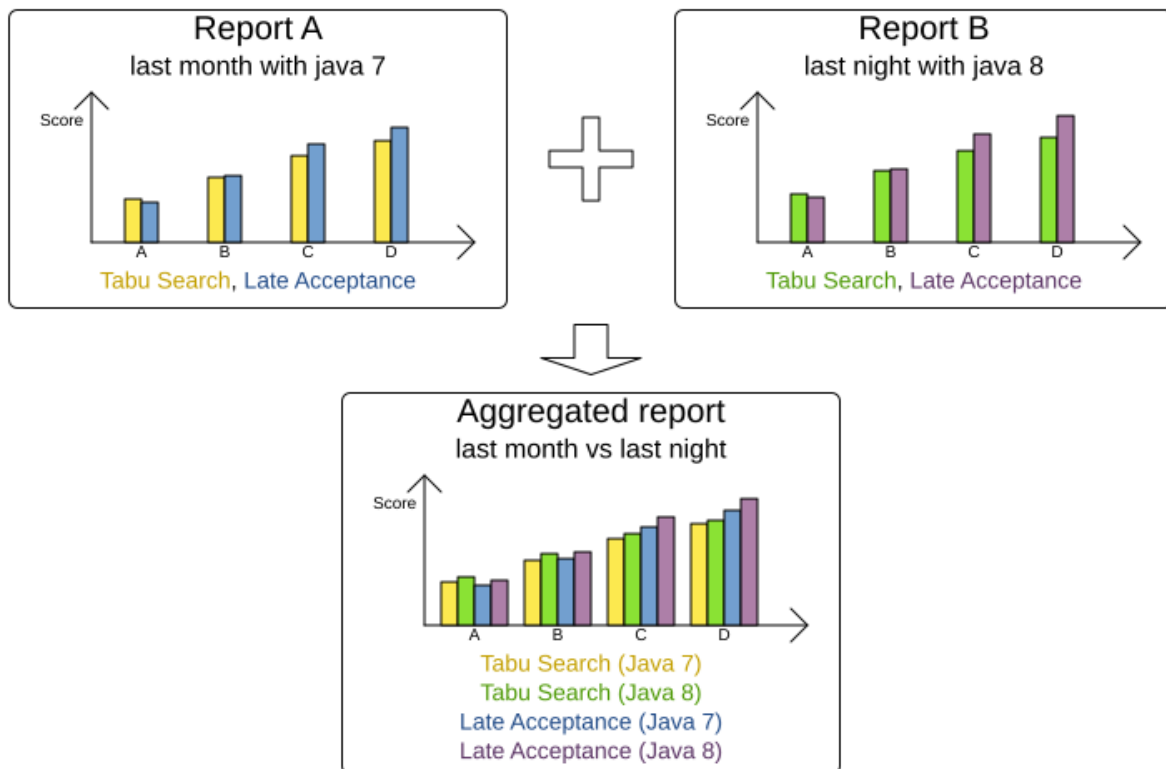 Report A
last month with java 7
Score
A B C D
Tabu Search, Late Acceptance
Report B
last night with java 8
Score
A B C D
Tabu Search, Late Acceptance
Aggregated report
last month vs last night
Score
A B C D
Tabu Search (Java 7)
Tabu Search (Java 8)
Late Acceptance (Java 7)
Late Acceptance (Java 8)